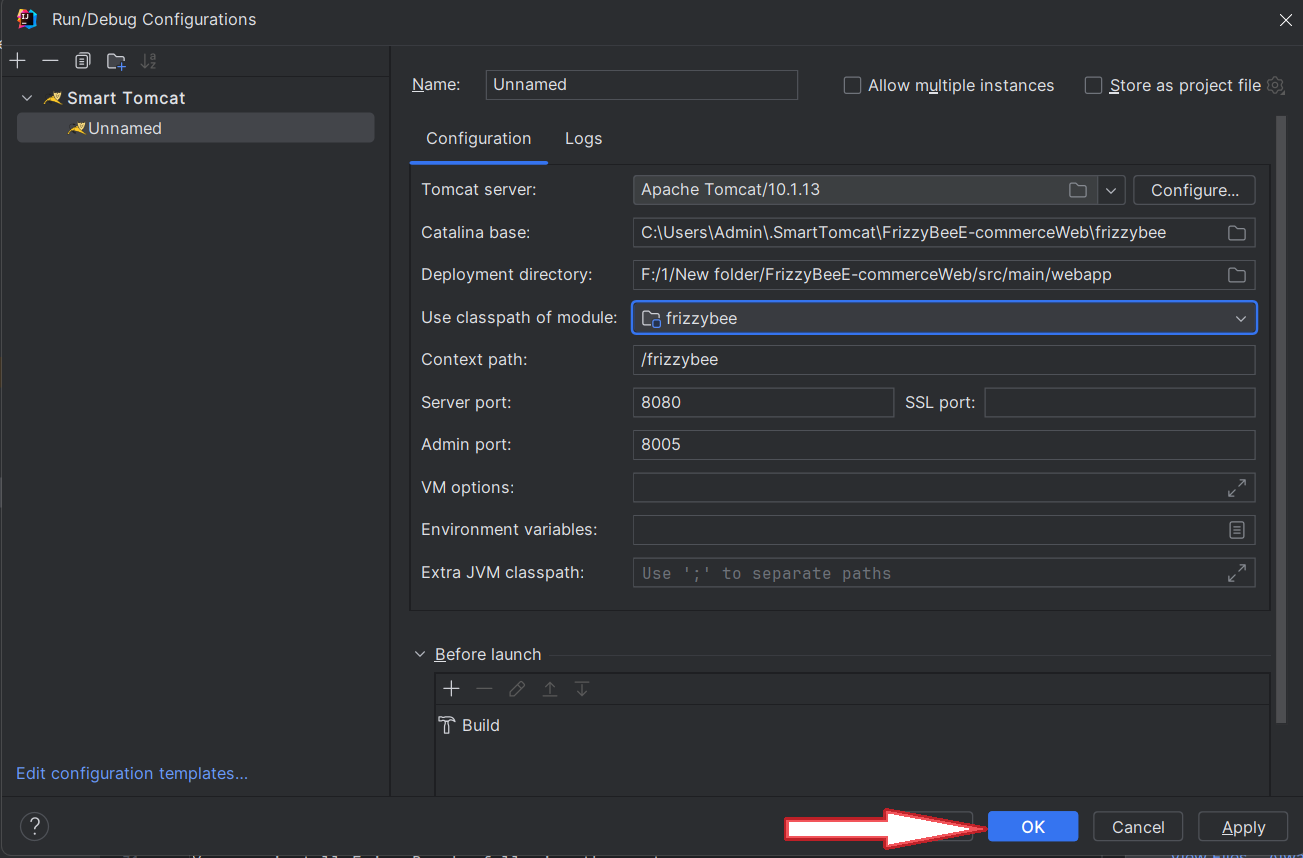 Run/Debug Configurations
Smart Tomcat
Unnamed
Edit configuration templates...
Name: Unnamed Allow multiple instances Store as project file
Configuration Logs
Tomcat server: Apache Tomcat/10.1.13 Configure...
Catalina base: C:\Users\Admin\.SmartTomcat\FrizzyBeeE-commerceWeb\frizzybee
Deployment directory: F:/1/New folder/FrizzyBeeE-commerceWeb/src/main/webapp
Use classpath of module: frizzybee
Context path: /frizzybee
Server port: 8080 SSL port:
Admin port: 8005
VM options:
Environment variables:
Extra JVM classpath: Use ';' to separate paths
Before launch
Build
? OK Cancel Apply